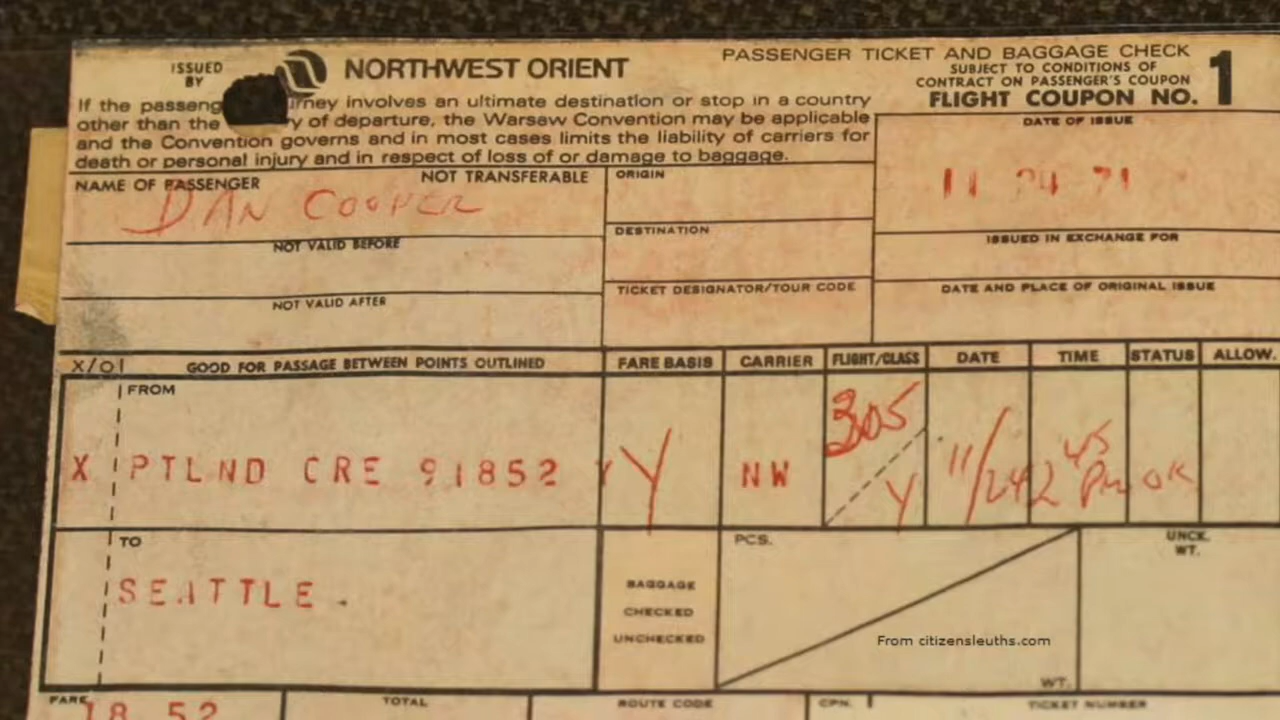 ISSUED BY
NORTHWEST ORIENT
PASSENGER TICKET AND BAGGAGE CHECK
SUBJECT TO CONDITIONS OF
CONTRACT ON PASSENGER'S COUPON
FLIGHT COUPON NO. 1
If the passeng rney involves an ultimate destination or stop in a country
other than the y of departure, the Warsaw Convention may be applicable
and the Convention governs and in most cases limits the liability of carriers for
death or personal injury and in respect of loss of or damage to baggage.
DATE OF ISSUE
11 24 71
NAME OF PASSENGER NOT TRANSFERABLE
DAN COOPER
ORIGIN
DESTINATION
ISSUED IN EXCHANGE FOR
NOT VALID BEFORE
TICKET DESIGNATOR/TOUR CODE
DATE AND PLACE OF ORIGINAL ISSUE
NOT VALID AFTER
X/O GOOD FOR PASSAGE BETWEEN POINTS OUTLINED FARE BASIS CARRIER FLIGHT/CLASS DATE TIME STATUS ALLOW.
FROM
X PTLND CRE 91852 Y NW 305 Y 11/24 2 45 PM OK
TO
SEATTLE
BAGGAGE
CHECKED
UNCHECKED
PCS.
WT.
UNCK.
WT.
From citizensleuths.com
FARE TOTAL ROUTE CODE CPN. TICKET NUMBER
18 52